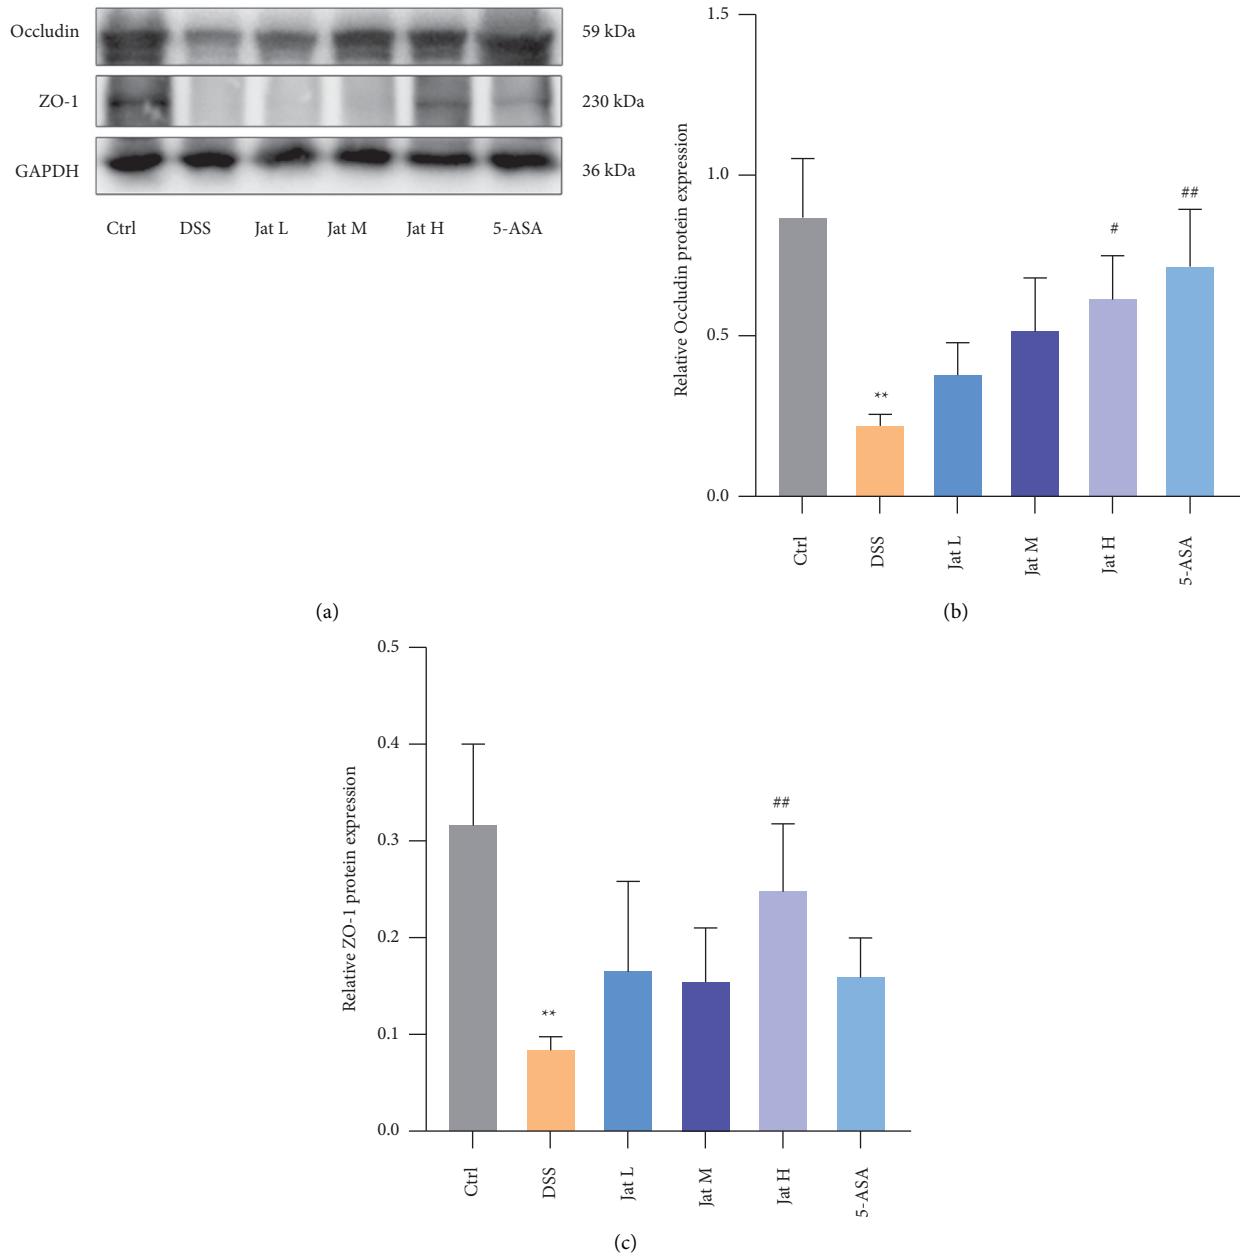 Occludin 59 kDa
ZO-1 230 kDa
GAPDH 36 kDa
Ctrl DSS Jat L Jat M Jat H 5-ASA
(a)
Relative Occludin protein expression
1.5
1.0
0.5
0.0
**
#
##
Ctrl DSS Jat L Jat M Jat H 5-ASA
(b)
Relative ZO-1 protein expression
0.5
0.4
0.3
0.2
0.1
0.0
**
##
Ctrl DSS Jat L Jat M Jat H 5-ASA
(c)